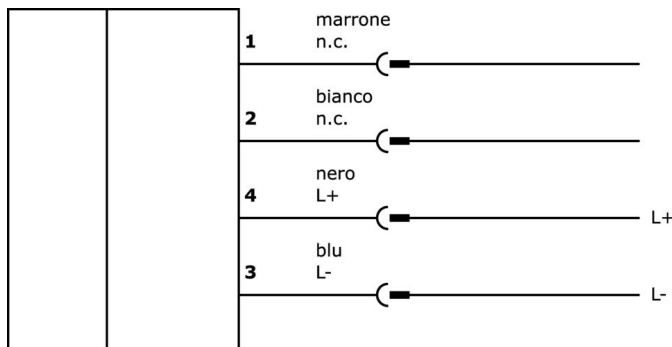 marrone
1 n.c.
bianco
2 n.c.
nero
4 L+ L+
blu
3 L- L-